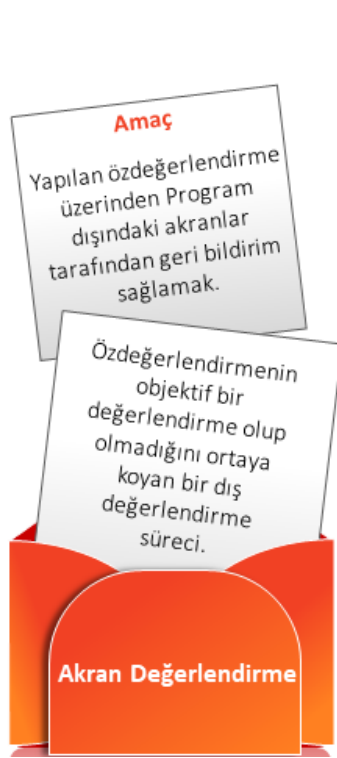 Amaç
Yapılan özdeğerlendirme
üzerinden Program
dışındaki akranlar
tarafından geri bildirim
sağlamak.
Özdeğerlendirmenin
objektif bir
değerlendirme olup
olmadığını ortaya
koyan bir dış
değerlendirme
süreci.
Akran Değerlendirme